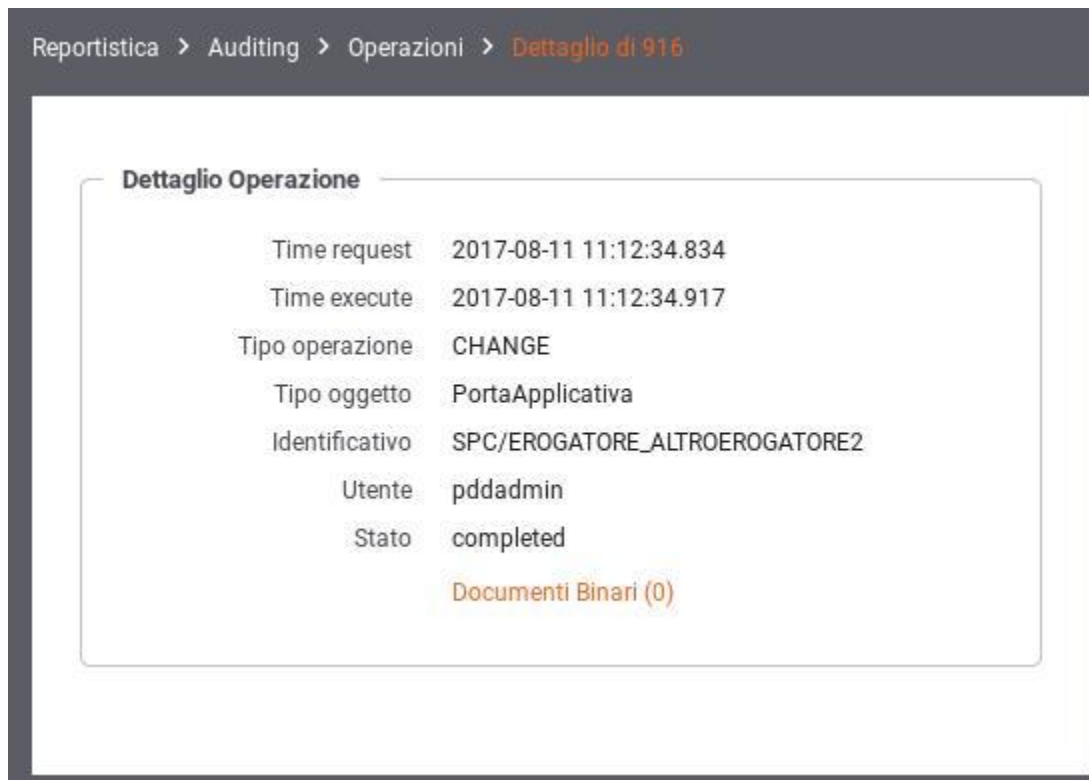 Reportistica > Auditing > Operazioni > Dettaglio di 916
Dettaglio Operazione
Time request 2017-08-11 11:12:34.834
Time execute 2017-08-11 11:12:34.917
Tipo operazione CHANGE
Tipo oggetto PortaApplicativa
Identificativo SPC/EROGATORE_ALTROEROGATORE2
Utente pddadmin
Stato completed
Documenti Binari (0)